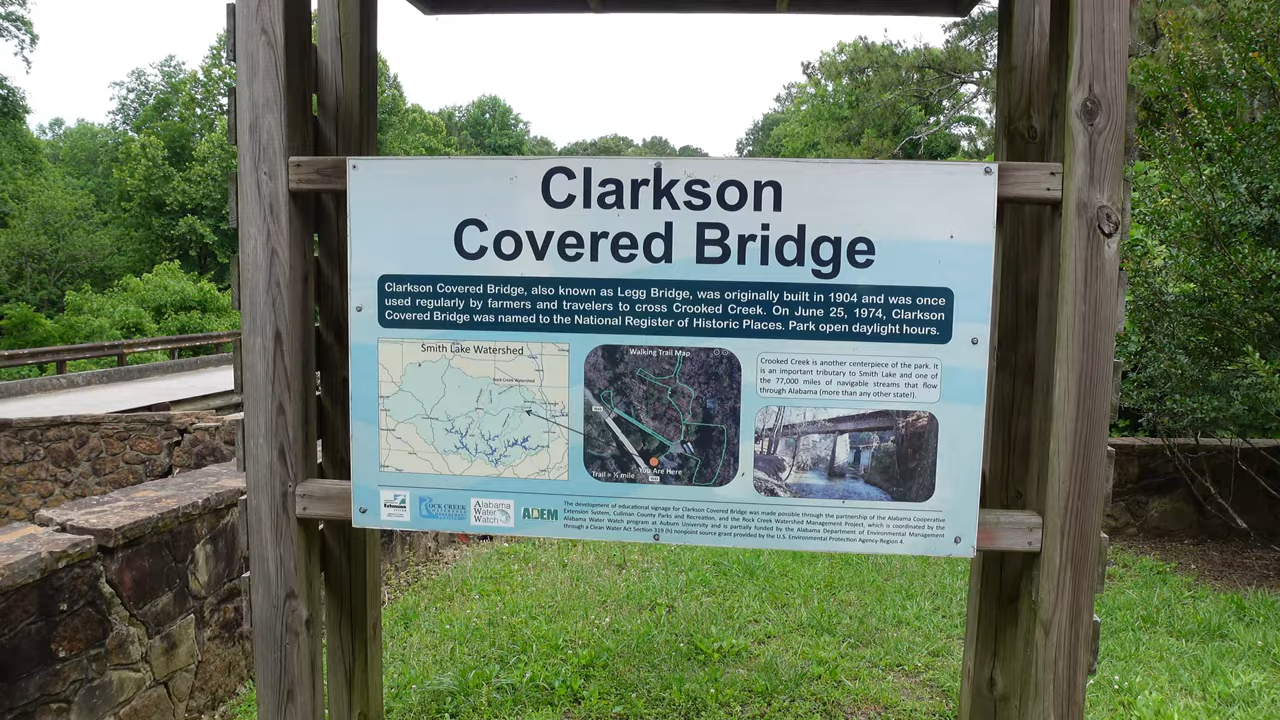 Clarkson
Covered Bridge
Clarkson Covered Bridge, also known as Legg Bridge, was originally built in 1904 and was once
used regularly by farmers and travelers to cross Crooked Creek. On June 25, 1974, Clarkson
Covered Bridge was named to the National Register of Historic Places. Park open daylight hours.
Smith Lake Watershed
Rock Creek Watershed
Walking Trail Map
You Are Here
Trail = ¼ mile
Crooked Creek is another centerpiece of the park. It
is an important tributary to Smith Lake and one of
the 77,000 miles of navigable streams that flow
through Alabama (more than any other state!).
Extension
Rock Creek
Alabama
Water
Watch
ADEM
The development of educational signage for Clarkson Covered Bridge was made possible through the partnership of the Alabama Cooperative
Extension System, Cullman County Parks and Recreation, and the Rock Creek Watershed Management Project, which is coordinated by the
Alabama Water Watch program at Auburn University and is partially funded by the Alabama Department of Environmental Management
through a Clean Water Act Section 319 (h) nonpoint source grant provided by the U.S. Environmental Protection Agency-Region 4.